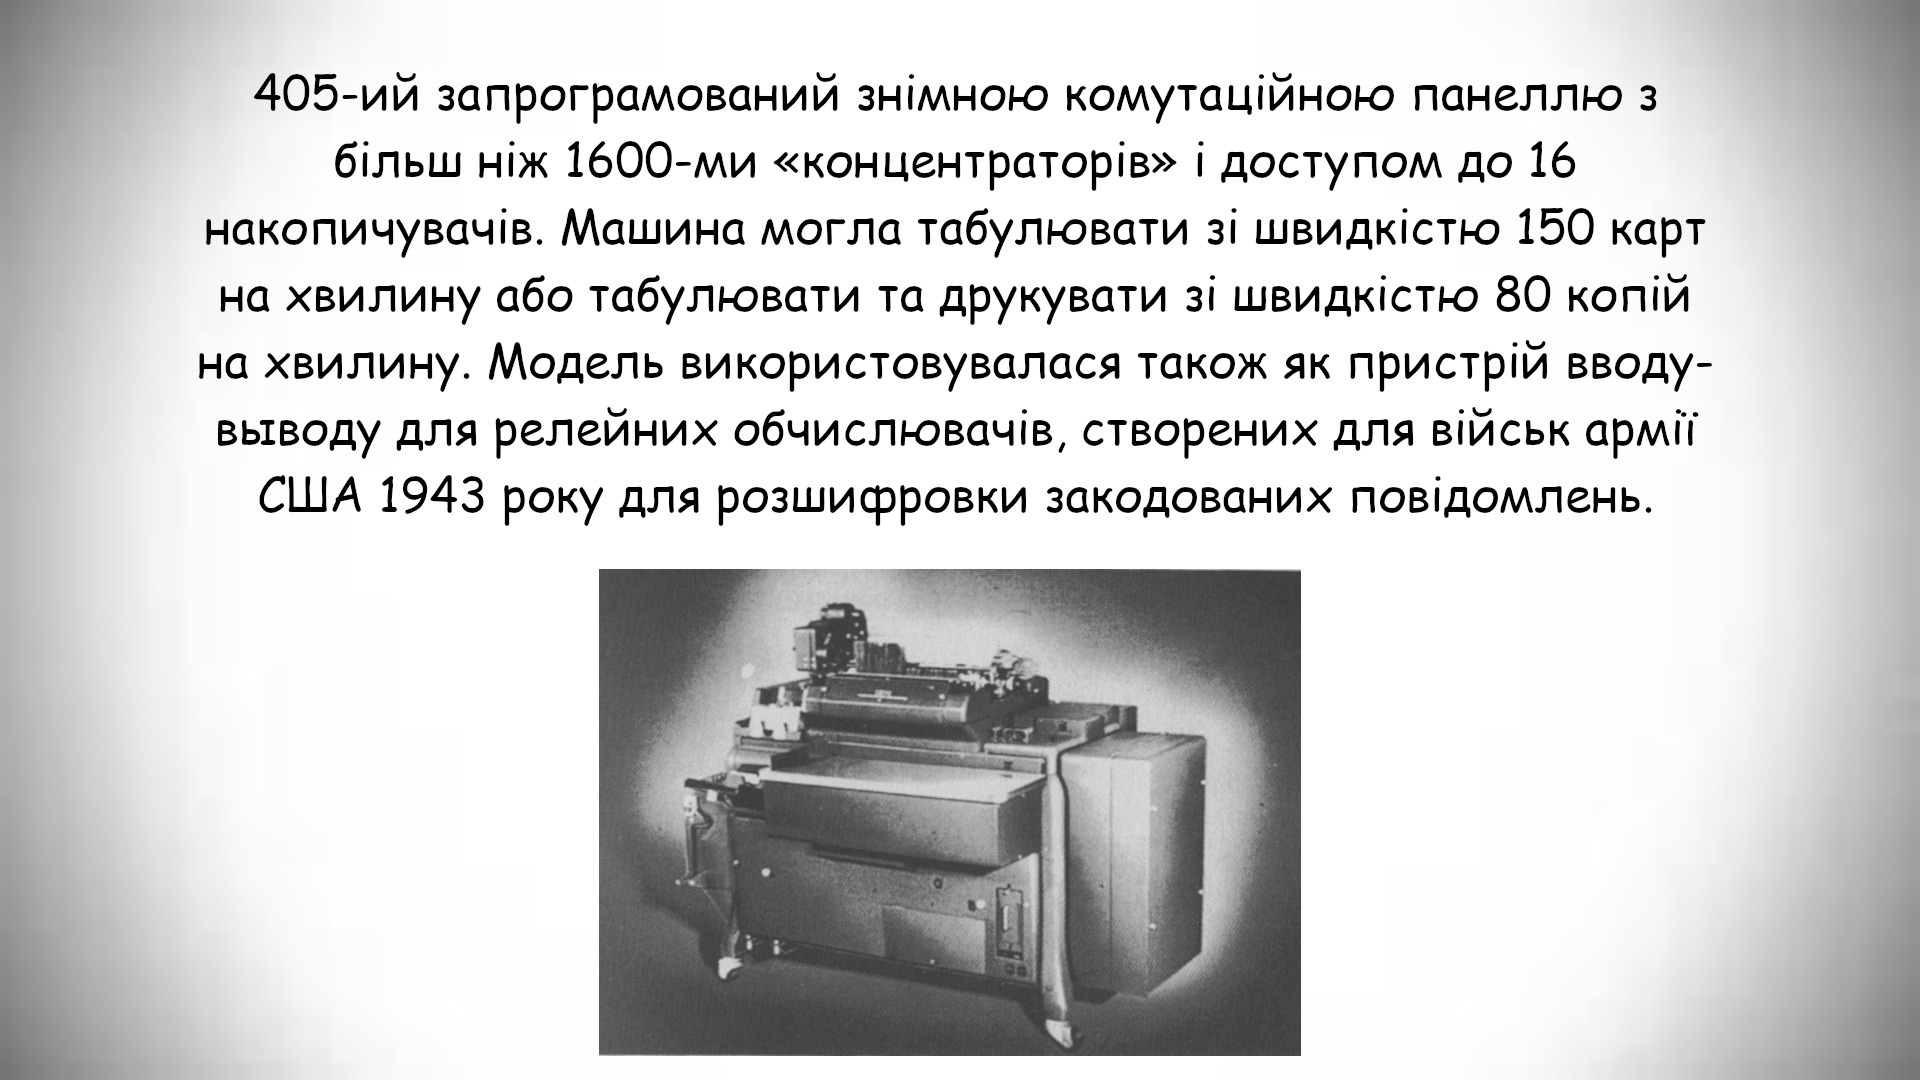 405-ий запрограмований знімною комутаційною панеллю з
більш ніж 1600-ми «концентраторів» і доступом до 16
накопичувачів. Машина могла табулювати зі швидкістю 150 карт
на хвилину або табулювати та друкувати зі швидкістю 80 копій
на хвилину. Модель використовувалася також як пристрій вводу-
выводу для релейних обчислювачів, створених для військ армії
США 1943 року для розшифровки закодованих повідомлень.